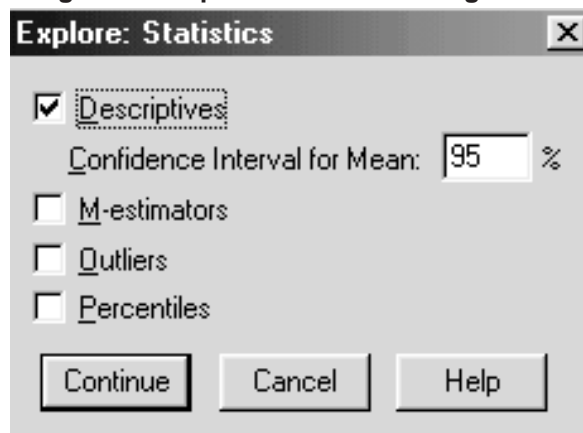 Explore: Statistics
Descriptives
Confidence Interval for Mean: 95 %
M-estimators
Outliers
Percentiles
Continue Cancel Help